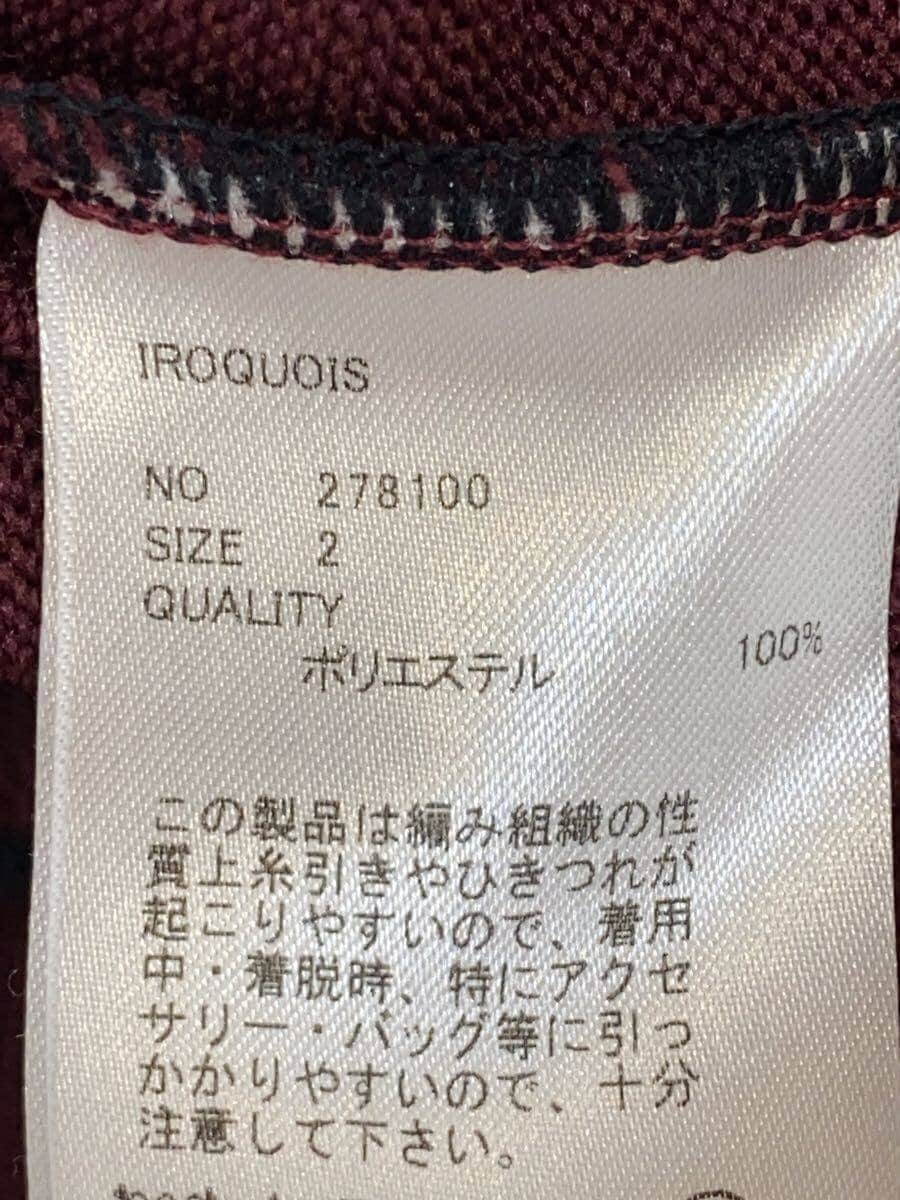 IROQUOIS
NO 278100
SIZE 2
QUALITY
ポリエステル 100%
この製品は編み組織の性
質上糸引きやひきつれが
起こりやすいので、着用
中・着脱時、特にアクセ
サリー・バッグ等に引っ
かかりやすいので、十分
注意して下さい。